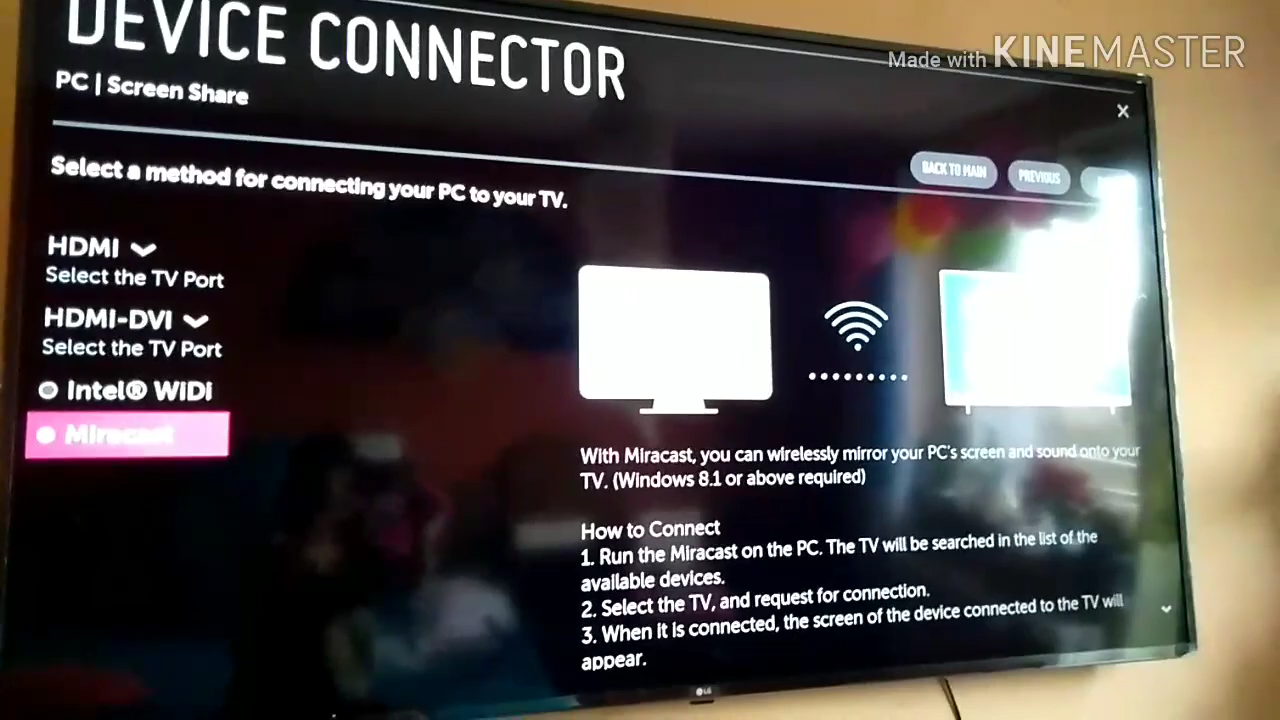 DEVICE CONNECTOR
Made with KINEMASTER
PC | Screen Share
BACK TO MAIN
PREVIOUS
Select a method for connecting your PC to your TV.
HDMI
Select the TV Port
HDMI-DVI
Select the TV Port
Intel® WiDi
Miracast
With Miracast, you can wirelessly mirror your PC's screen and sound onto your
TV. (Windows 8.1 or above required)
How to Connect
1. Run the Miracast on the PC. The TV will be searched in the list of the
available devices.
2. Select the TV, and request for connection.
3. When it is connected, the screen of the device connected to the TV will
appear.
LG